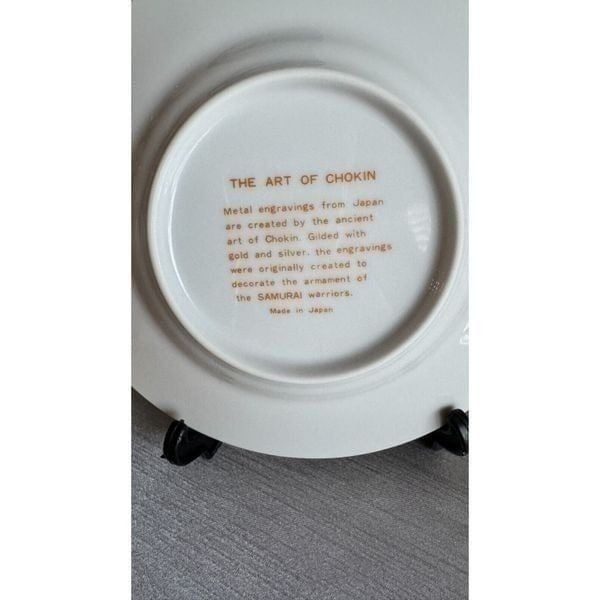 THE ART OF CHOKIN
Metal engravings from Japan
are created by the ancient
art of Chokin. Gilded with
gold and silver. the engravings
were originally created to
decorate the armament of
the SAMURAI warriors.
Made in Japan